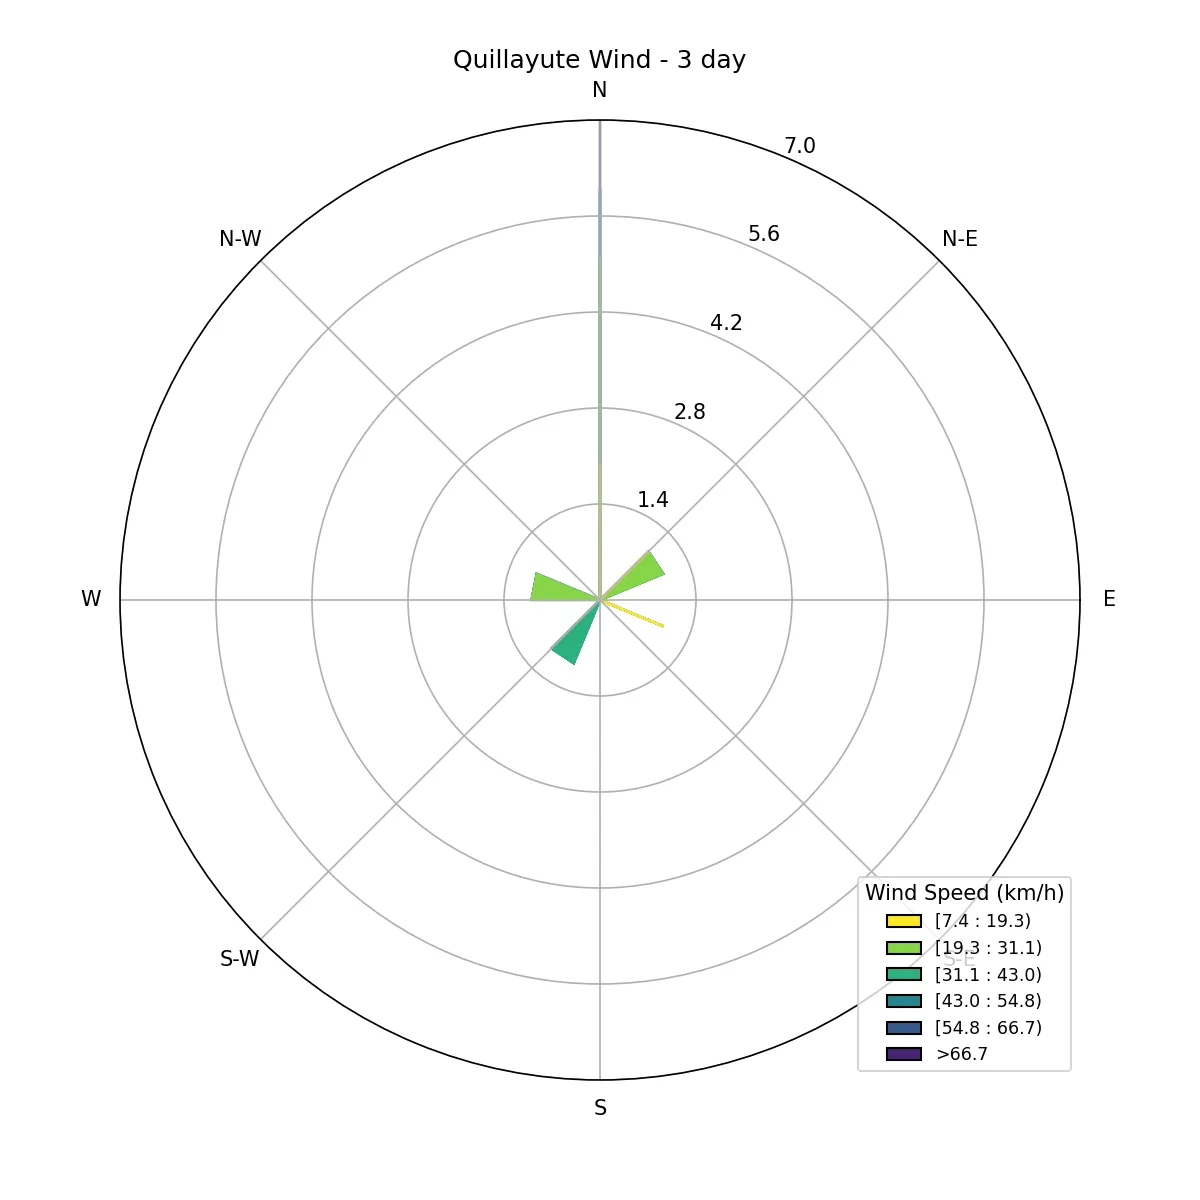 Quillayute Wind - 3 day
N
7.0
N-W
5.6
N-E
4.2
2.8
1.4
W
E
S-W
S-E
S
Wind Speed (km/h)
[7.4 : 19.3)
[19.3 : 31.1)
[31.1 : 43.0)
[43.0 : 54.8)
[54.8 : 66.7)
>66.7